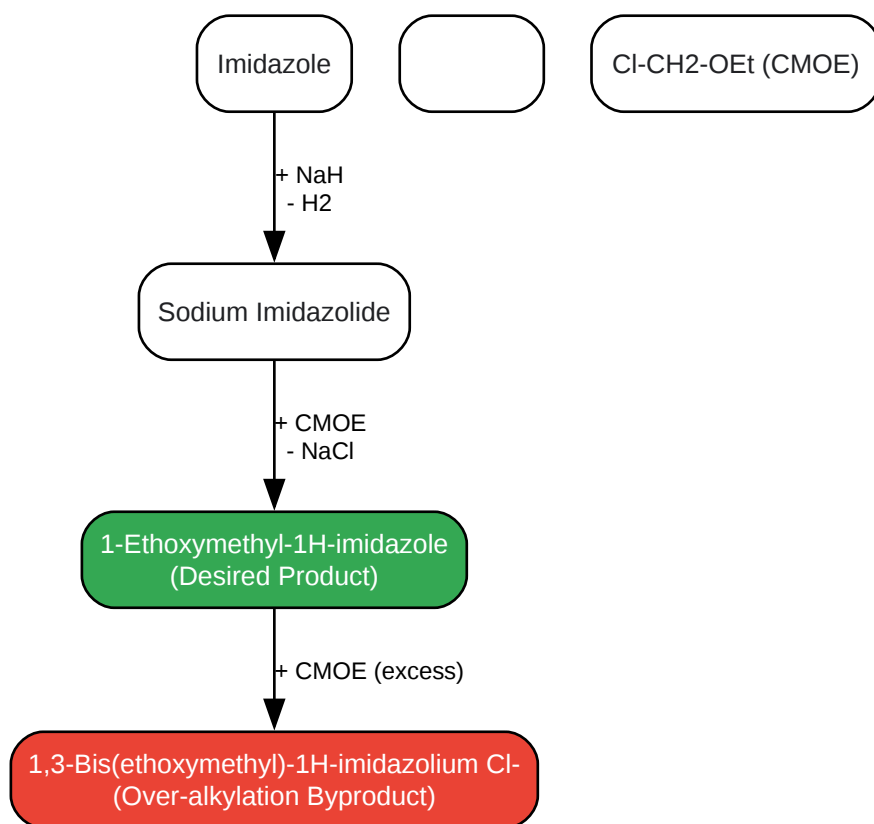 Imidazole
Cl-CH2-OEt (CMOE)
+ NaH
- H2
Sodium Imidazolide
+ CMOE
- NaCl
1-Ethoxymethyl-1H-imidazole
(Desired Product)
+ CMOE (excess)
1,3-Bis(ethoxymethyl)-1H-imidazolium Cl-
(Over-alkylation Byproduct)